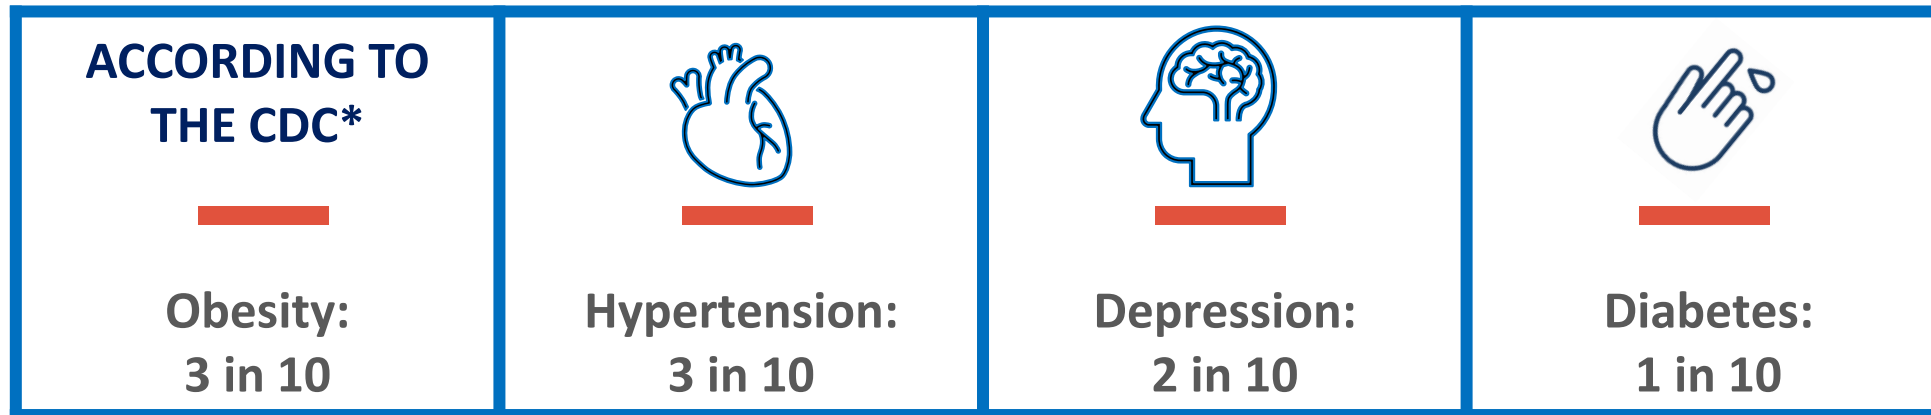 ACCORDING TO
THE CDC*
Obesity:
3 in 10
Hypertension:
3 in 10
Depression:
2 in 10
Diabetes:
1 in 10